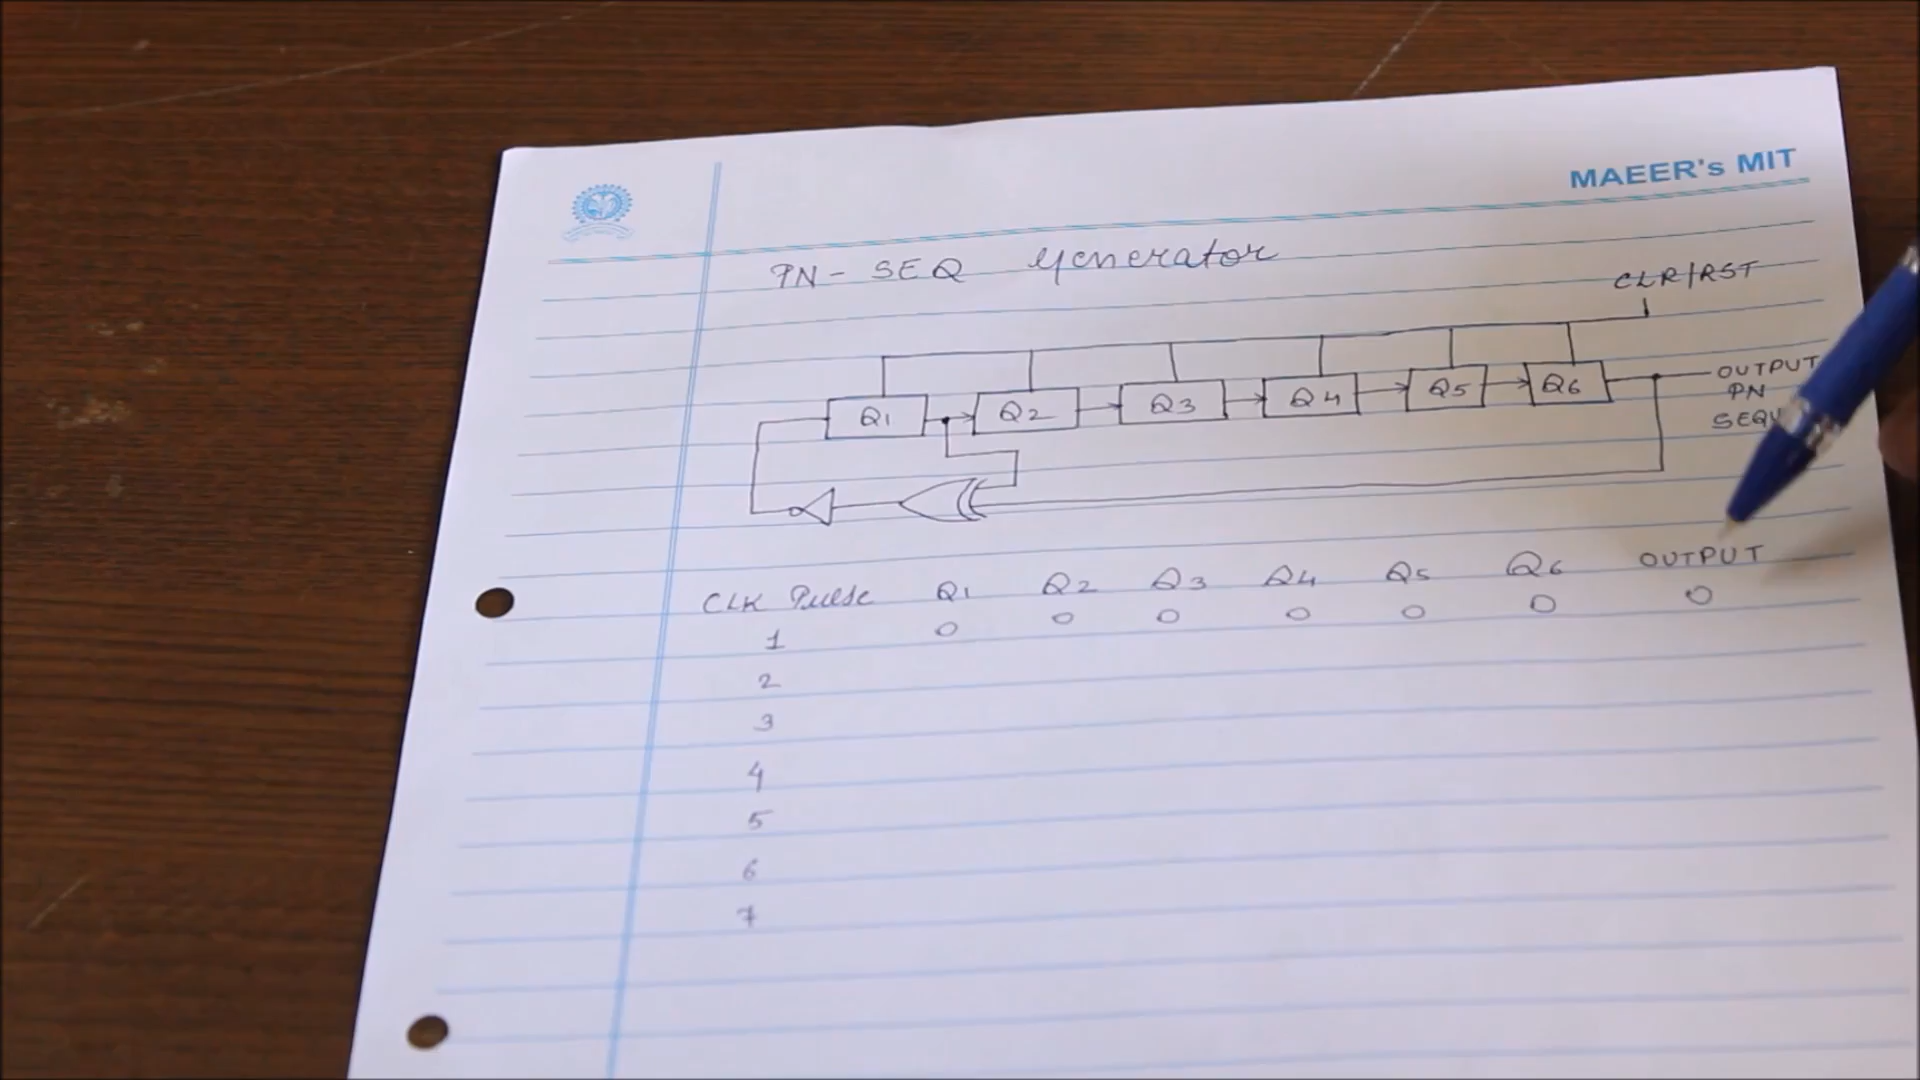 MAEER's MIT
PN - SEQ Generator
CLR/RST
Q1 Q2 Q3 Q4 Q5 Q6
OUTPUT
PN
CLK Pulse Q1 Q2 Q3 Q4 Q5 Q6 OUTPUT
1 0 0 0 0 0 0 0
2
3
4
5
6
7